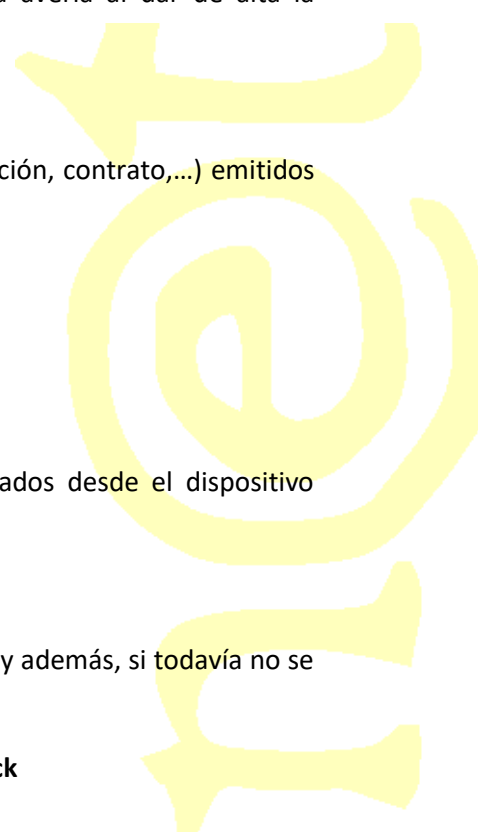 avería al dar de alta la
ción, contrato,…) emitidos
ados desde el dispositivo
y además, si todavía no se
ck
n@t